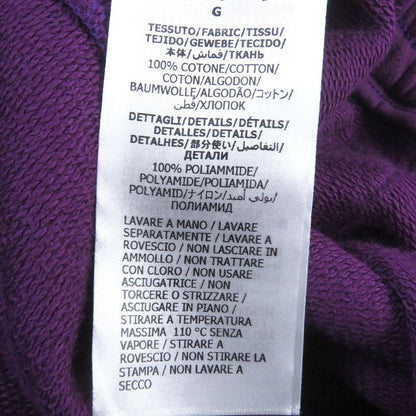 G
TESSUTO/FABRIC/TISSU/
TEJIDO/GEWEBE/TECIDO/
本体/قماش/ТКАНЬ
100% COTONE/COTTON/
COTON/ALGODON/
BAUMWOLLE/ALGODÃO/コットン/
قطن/ХЛОПОК
DETTAGLI/DETAILS/DÉTAILS/
DETALLES/DETAILS/
DETALHES/部分使い/التفاصيل/
ДЕТАЛИ
100% POLIAMMIDE/
POLYAMIDE/POLIAMIDA/
POLYAMID/ナイロン/بولي أميد/
ПОЛИАМИД
LAVARE A MANO / LAVARE
SEPARATAMENTE / LAVARE A
ROVESCIO / NON LASCIARE IN
AMMOLLO / NON TRATTARE
CON CLORO / NON USARE
ASCIUGATRICE / NON
TORCERE O STRIZZARE /
ASCIUGARE IN PIANO /
STIRARE A TEMPERATURA
MASSIMA 110 °C SENZA
VAPORE / STIRARE A
ROVESCIO / NON STIRARE LA
STAMPA / NON LAVARE A
SECCO